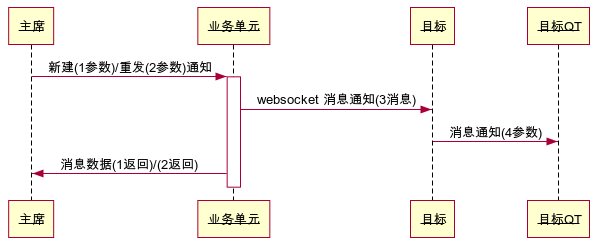 主席 业务单元 目标 目标QT
新建(1参数)/重发(2参数)通知
websocket 消息通知(3消息)
消息通知(4参数)
消息数据(1返回)/(2返回)
主席 业务单元 目标 目标QT